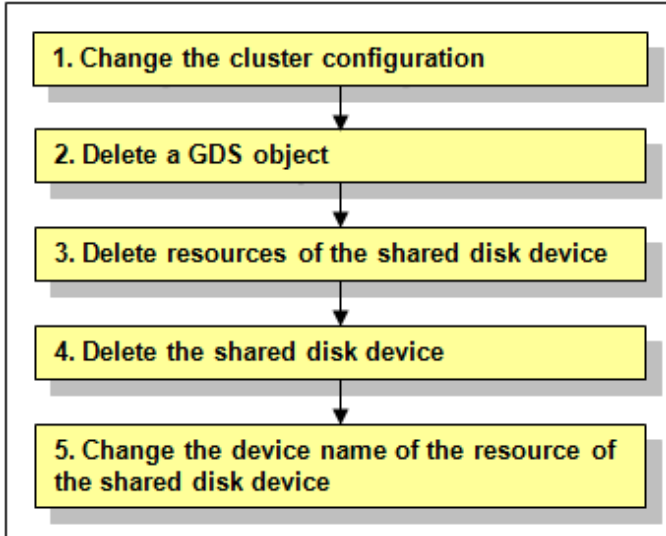 1. Change the cluster configuration
2. Delete a GDS object
3. Delete resources of the shared disk device
4. Delete the shared disk device
5. Change the device name of the resource of
the shared disk device